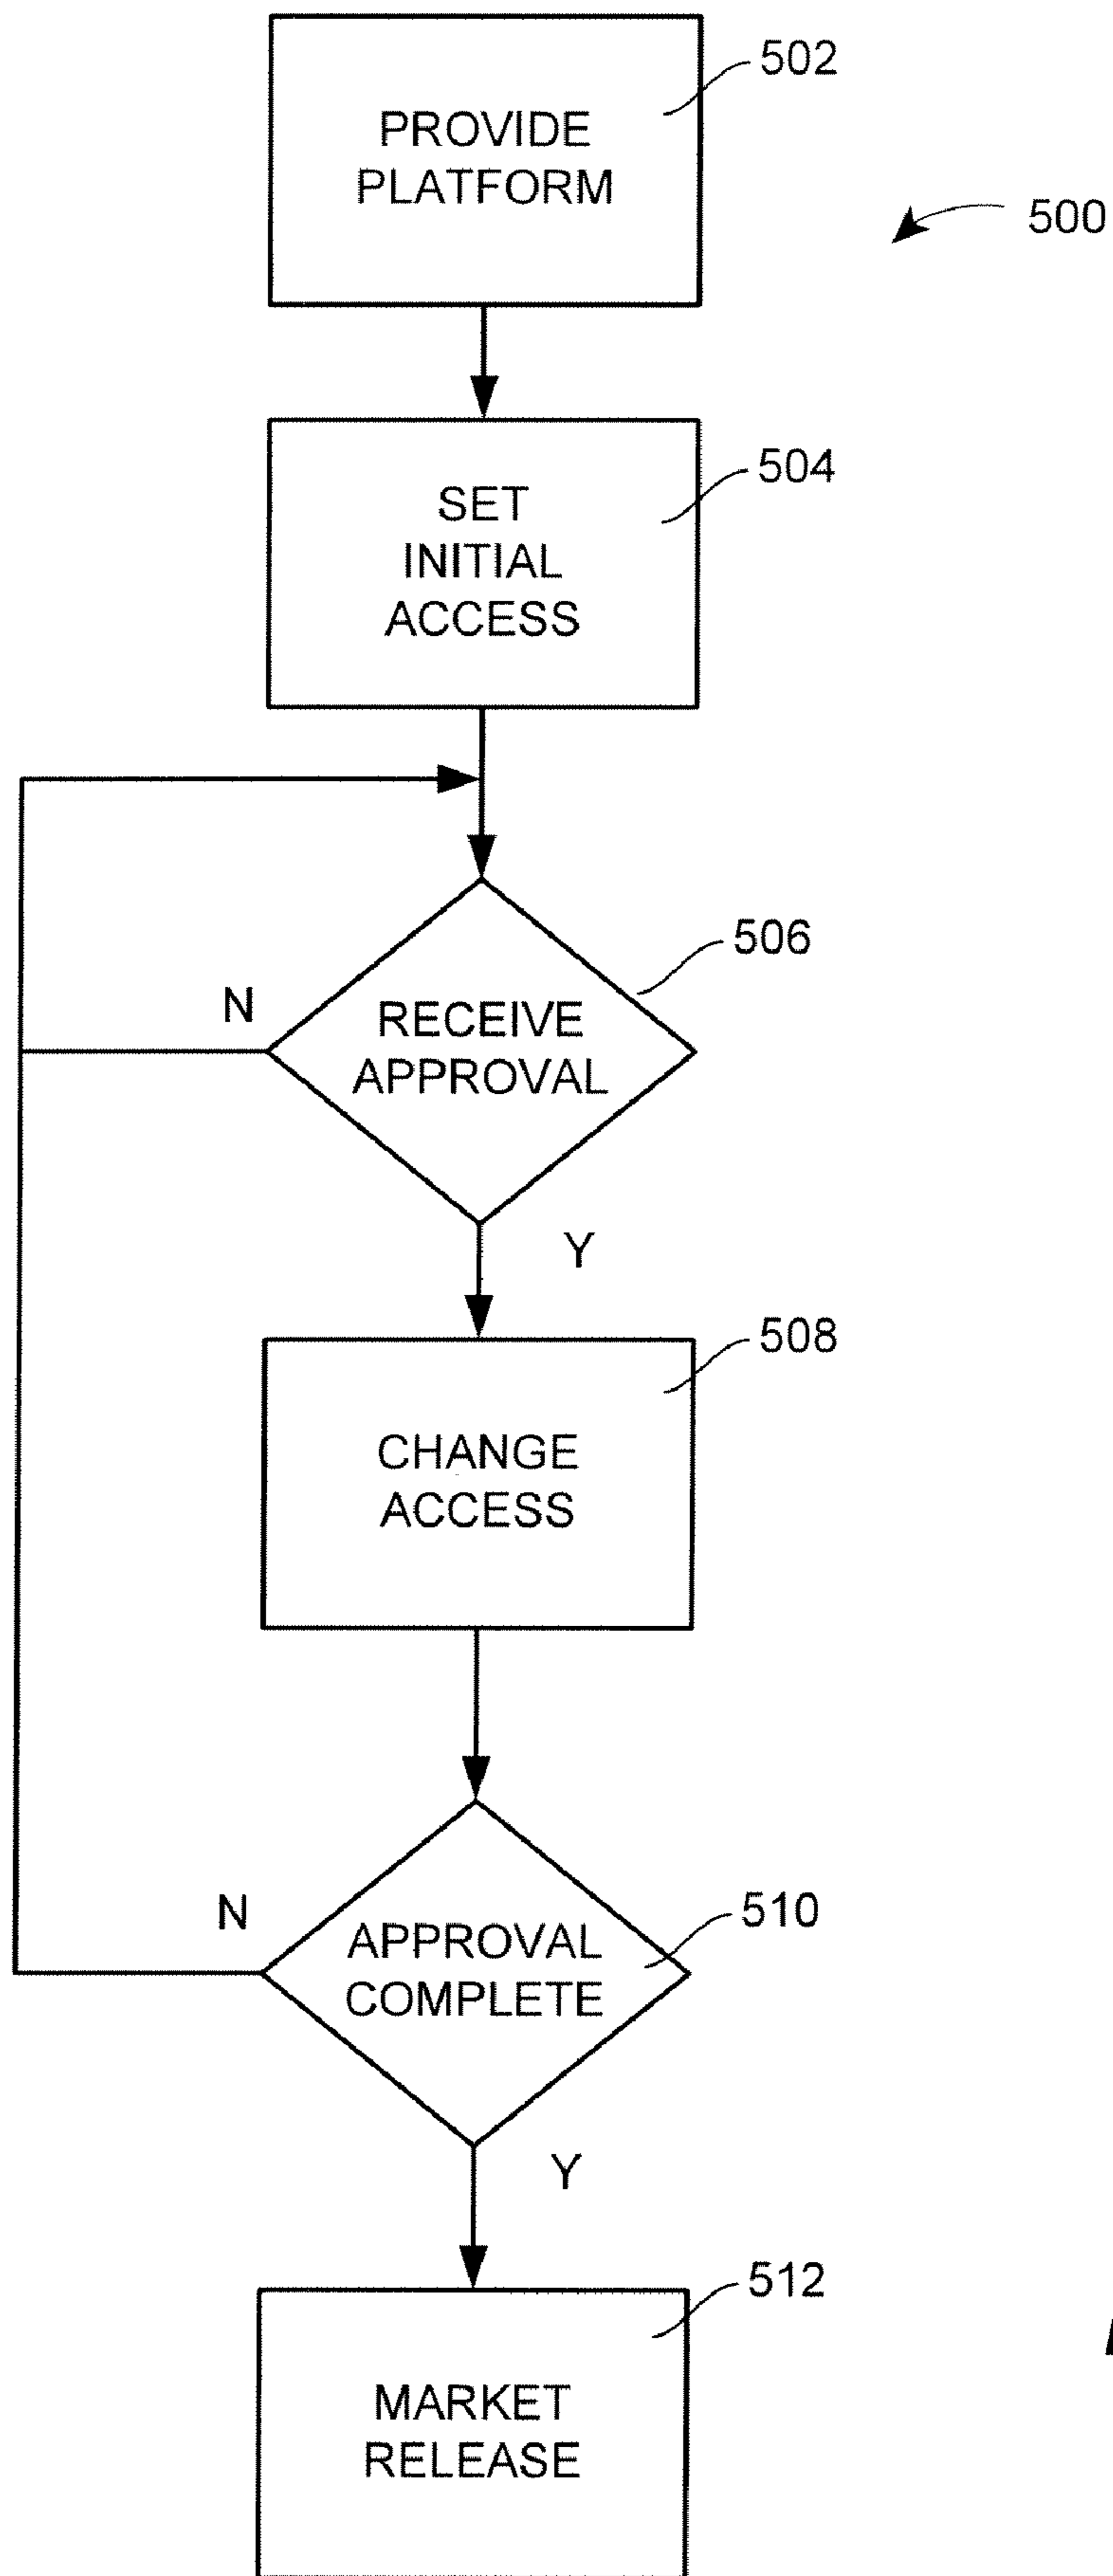 502
PROVIDE
PLATFORM
500
504
SET
INITIAL
ACCESS
506
N
RECEIVE
APPROVAL
Y
508
CHANGE
ACCESS
510
N
APPROVAL
COMPLETE
Y
512
MARKET
RELEASE